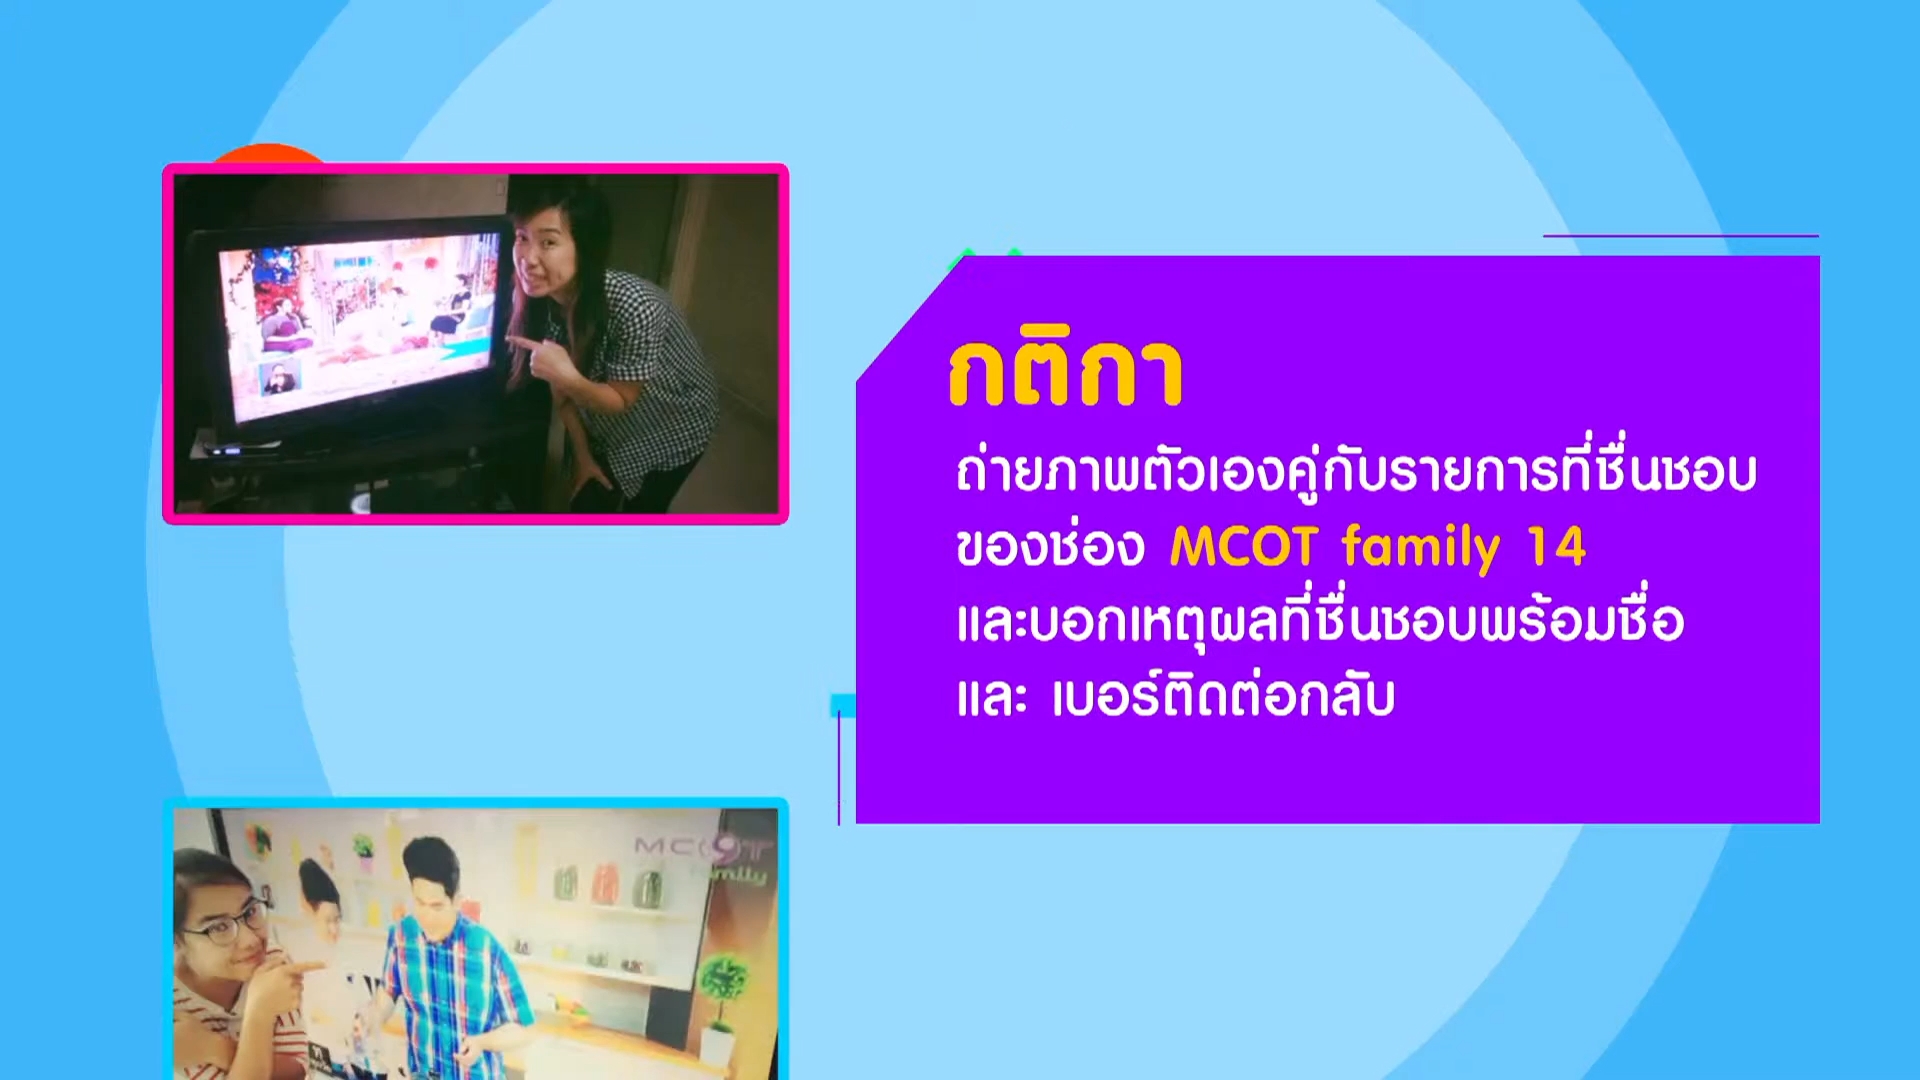 กติกา
ถ่ายภาพตัวเองคู่กับรายการที่ชื่นชอบ
ของช่อง MCOT family 14
และบอกเหตุผลที่ชื่นชอบพร้อมชื่อ
และ เบอร์ติดต่อกลับ
MCOT
family